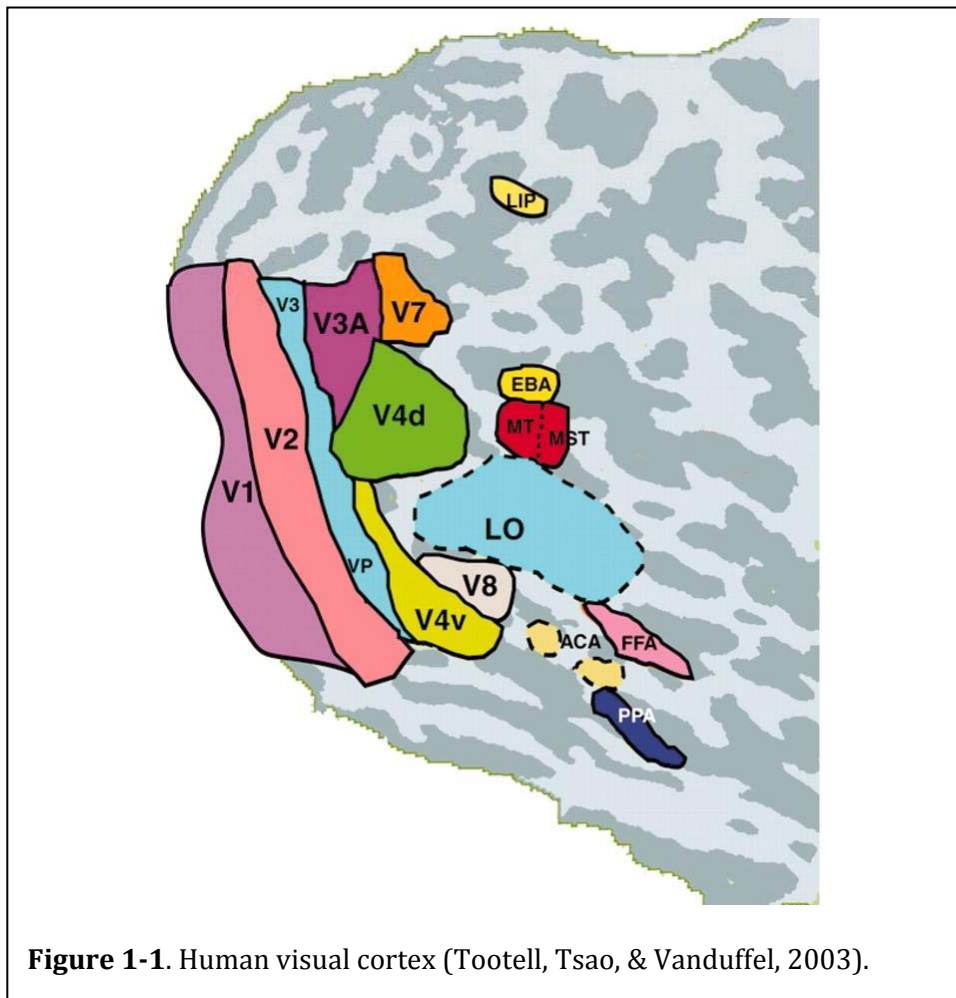 LIP
V3
V3A
V7
EBA
V4d
MT
MST
V2
V1
LO
VP
V8
V4v
ACA
FFA
PPA
Figure 1-1. Human visual cortex (Tootell, Tsao, & Vanduffel, 2003).